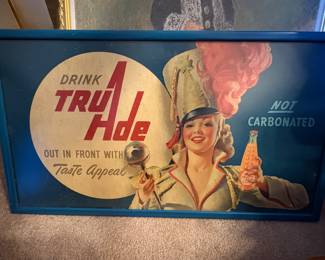 DRINK
TRU
Ade
OUT IN FRONT WITH
Taste Appeal
NOT
CARBONATED